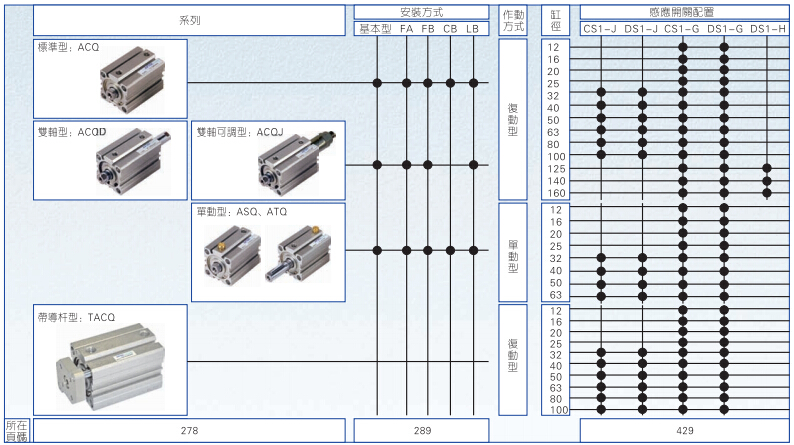 系列
安裝方式
作動方式
缸徑
感應開關配置
基本型 FA FB CB LB
CS1-J DS1-J CS1-G DS1-G DS1-H
標準型：ACQ
雙軸型：ACQD
雙軸可調型：ACQJ
單動型：ASQ、ATQ
帶導杆型：TACQ
復動型
12
16
20
25
32
40
50
63
80
100
125
140
160
單動型
12
16
20
25
32
40
50
63
復動型
12
16
20
25
32
40
50
63
80
100
所在頁碼
278
289
429